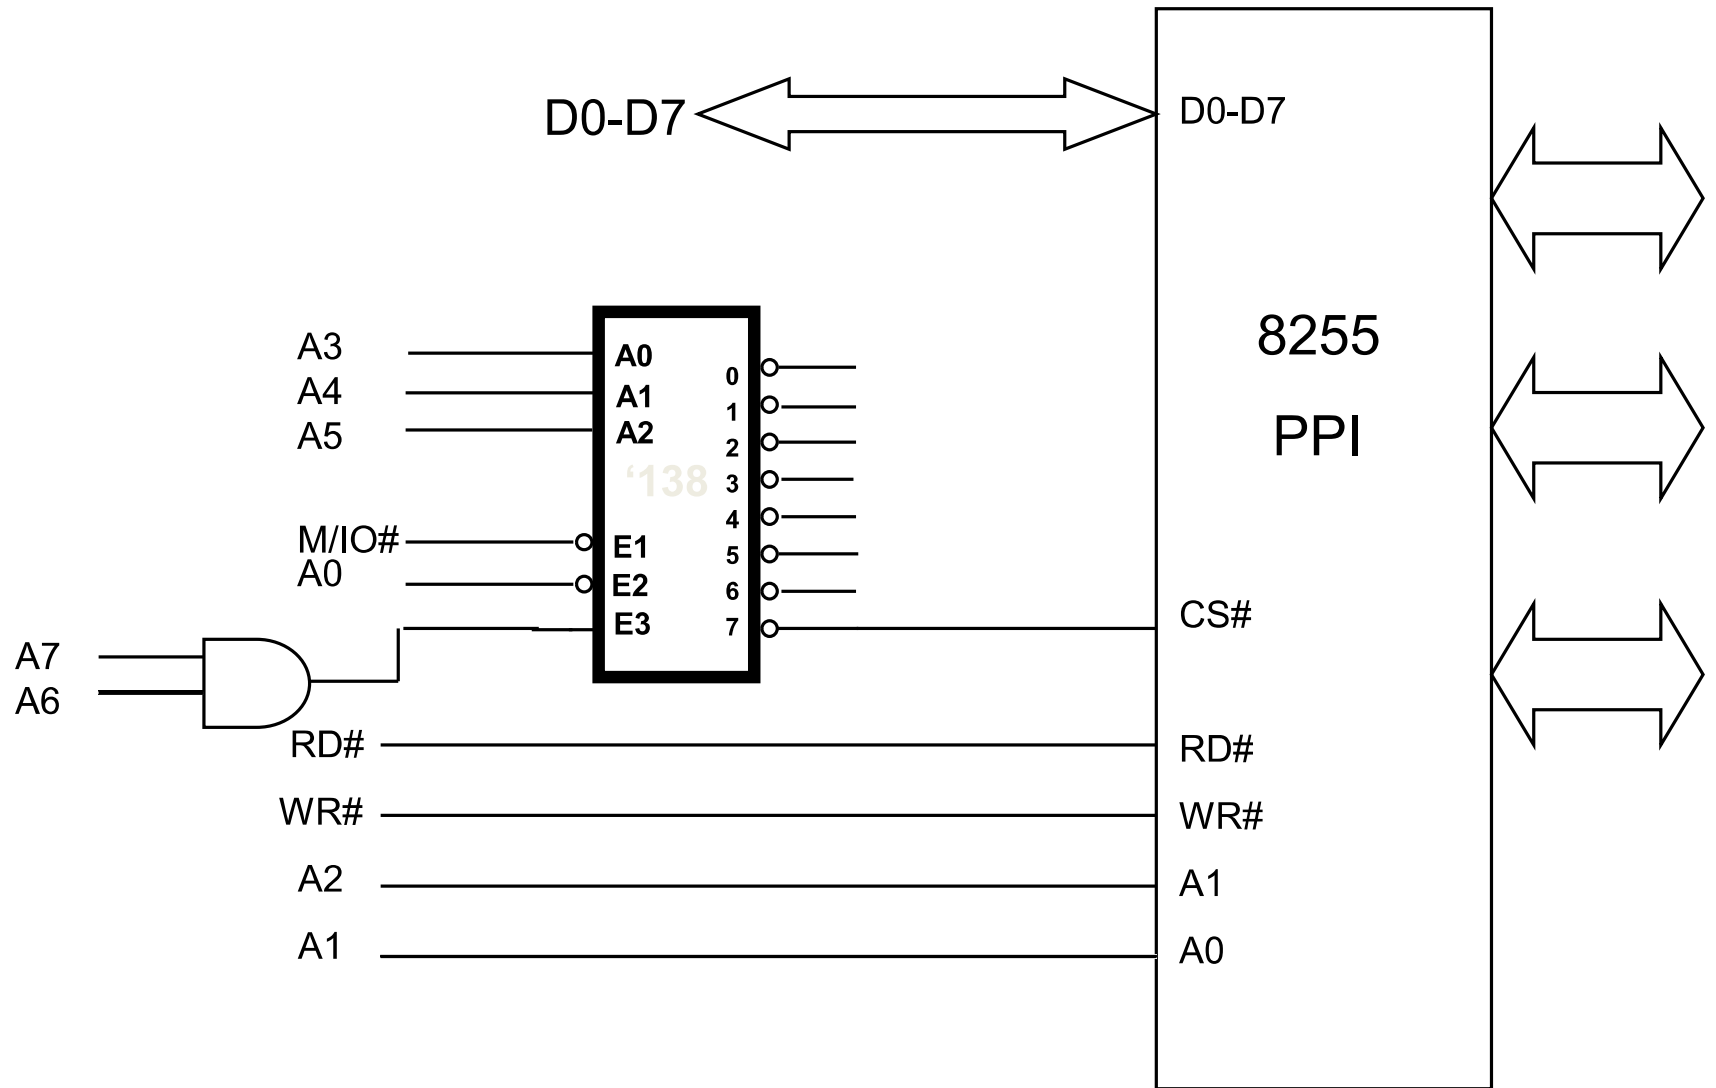 D0-D7
D0-D7
8255
PPI
A3
A4
A5
M/IO#
A0
A7
A6
A0
A1
A2
‘138
E1
E2
E3
0
1
2
3
4
5
6
7
CS#
RD#
RD#
WR#
WR#
A2
A1
A1
A0